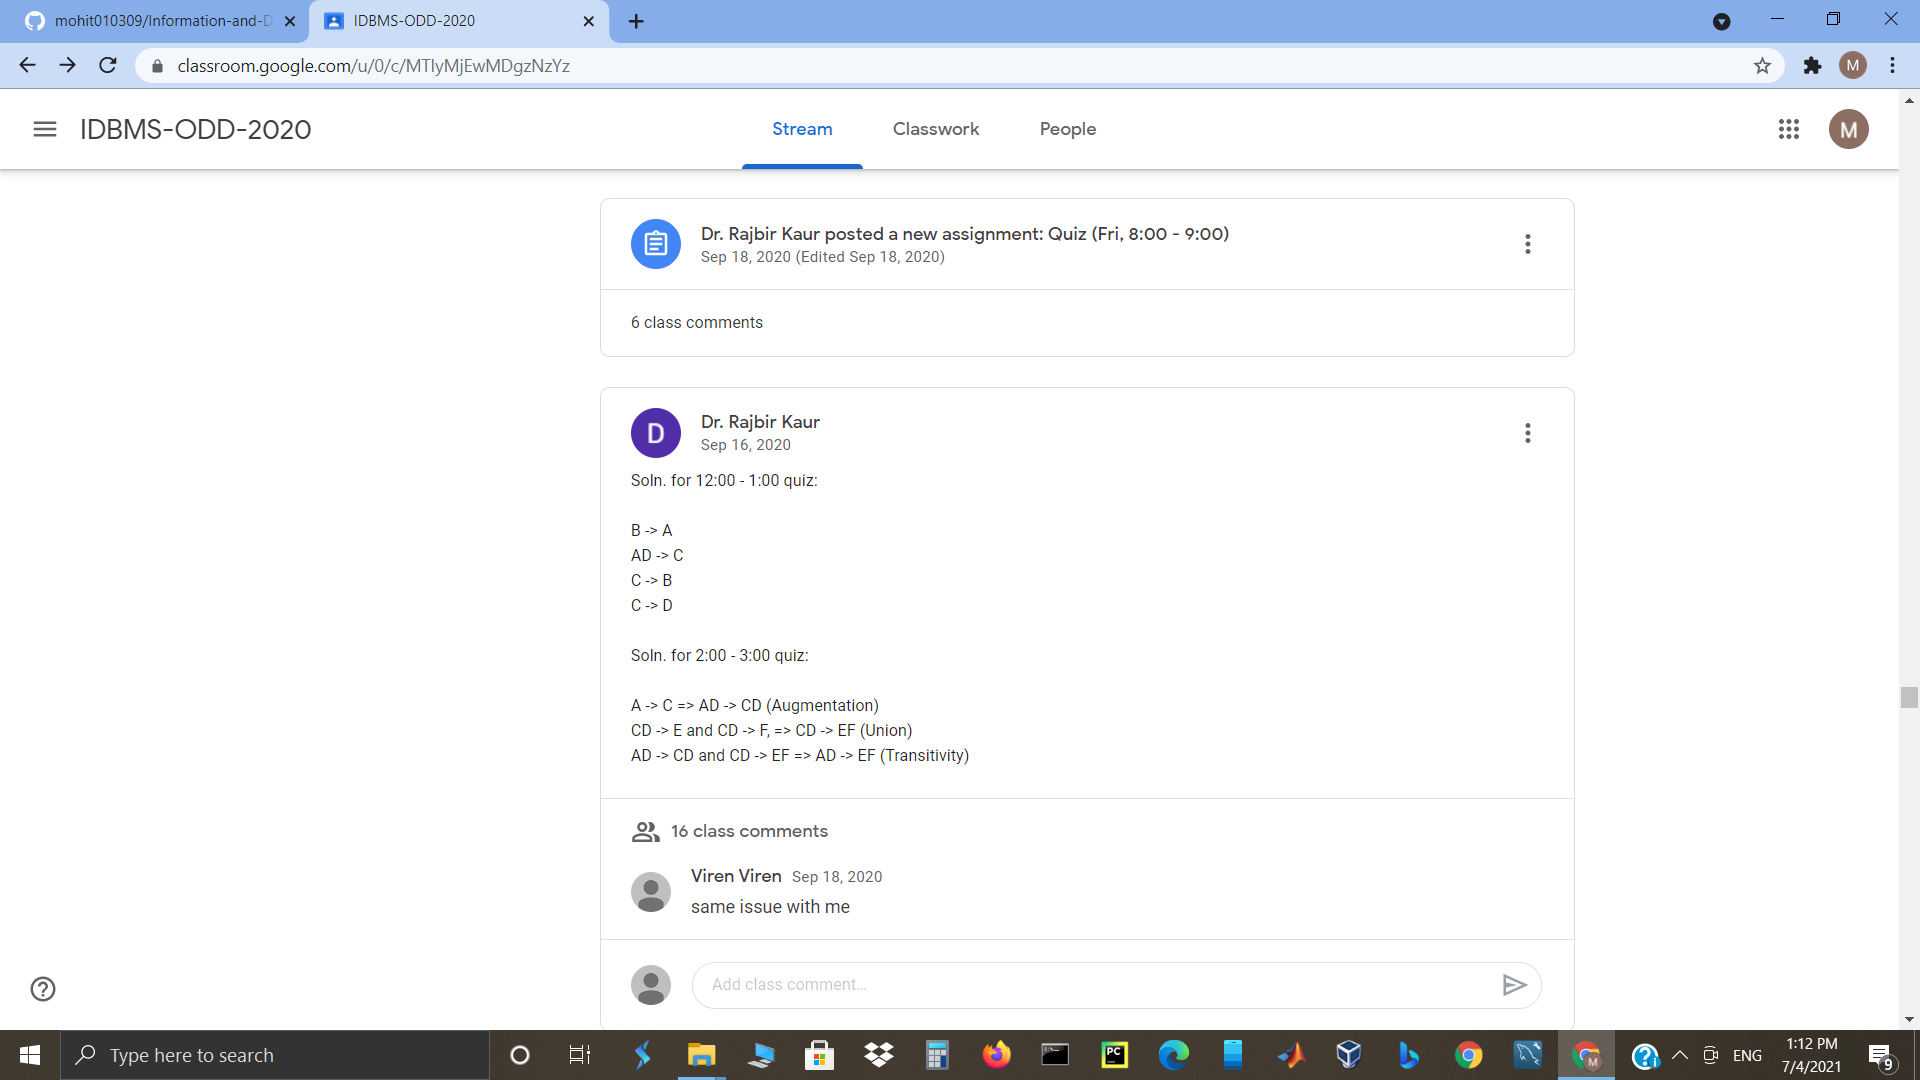 mohit010309/Information-and-D
IDBMS-ODD-2020
classroom.google.com/u/0/c/MTIyMjEwMDgzNzYz
M
IDBMS-ODD-2020
Stream
Classwork
People
M
Dr. Rajbir Kaur posted a new assignment: Quiz (Fri, 8:00 - 9:00)
Sep 18, 2020 (Edited Sep 18, 2020)
6 class comments
D
Dr. Rajbir Kaur
Sep 16, 2020
Soln. for 12:00 - 1:00 quiz:
B -> A
AD -> C
C -> B
C -> D
Soln. for 2:00 - 3:00 quiz:
A -> C => AD -> CD (Augmentation)
CD -> E and CD -> F, => CD -> EF (Union)
AD -> CD and CD -> EF => AD -> EF (Transitivity)
16 class comments
Viren Viren Sep 18, 2020
same issue with me
Add class comment...
Type here to search
PC
M
ENG
1:12 PM
7/4/2021
9